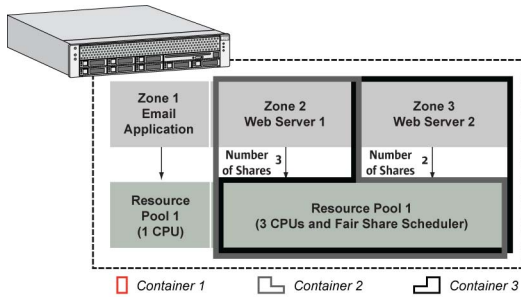 Zone 1
Email
Application
Zone 2
Web Server 1
Zone 3
Web Server 2
Number
of Shares
3
Number
of Shares
2
Resource
Pool 1
(1 CPU)
Resource Pool 1
(3 CPUs and Fair Share Scheduler)
Container 1
Container 2
Container 3